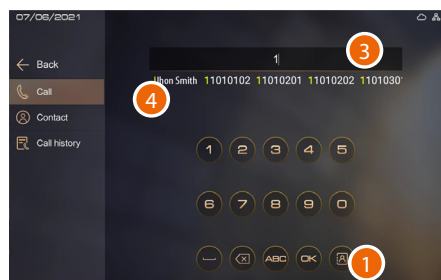 07/06/2021
1
3
Back
Jhon Smith 11010102 11010201 11010202 1101030
Call
4
Contact
Call history
1 2 3 4 5
6 7 8 9 0
ABC OK
1